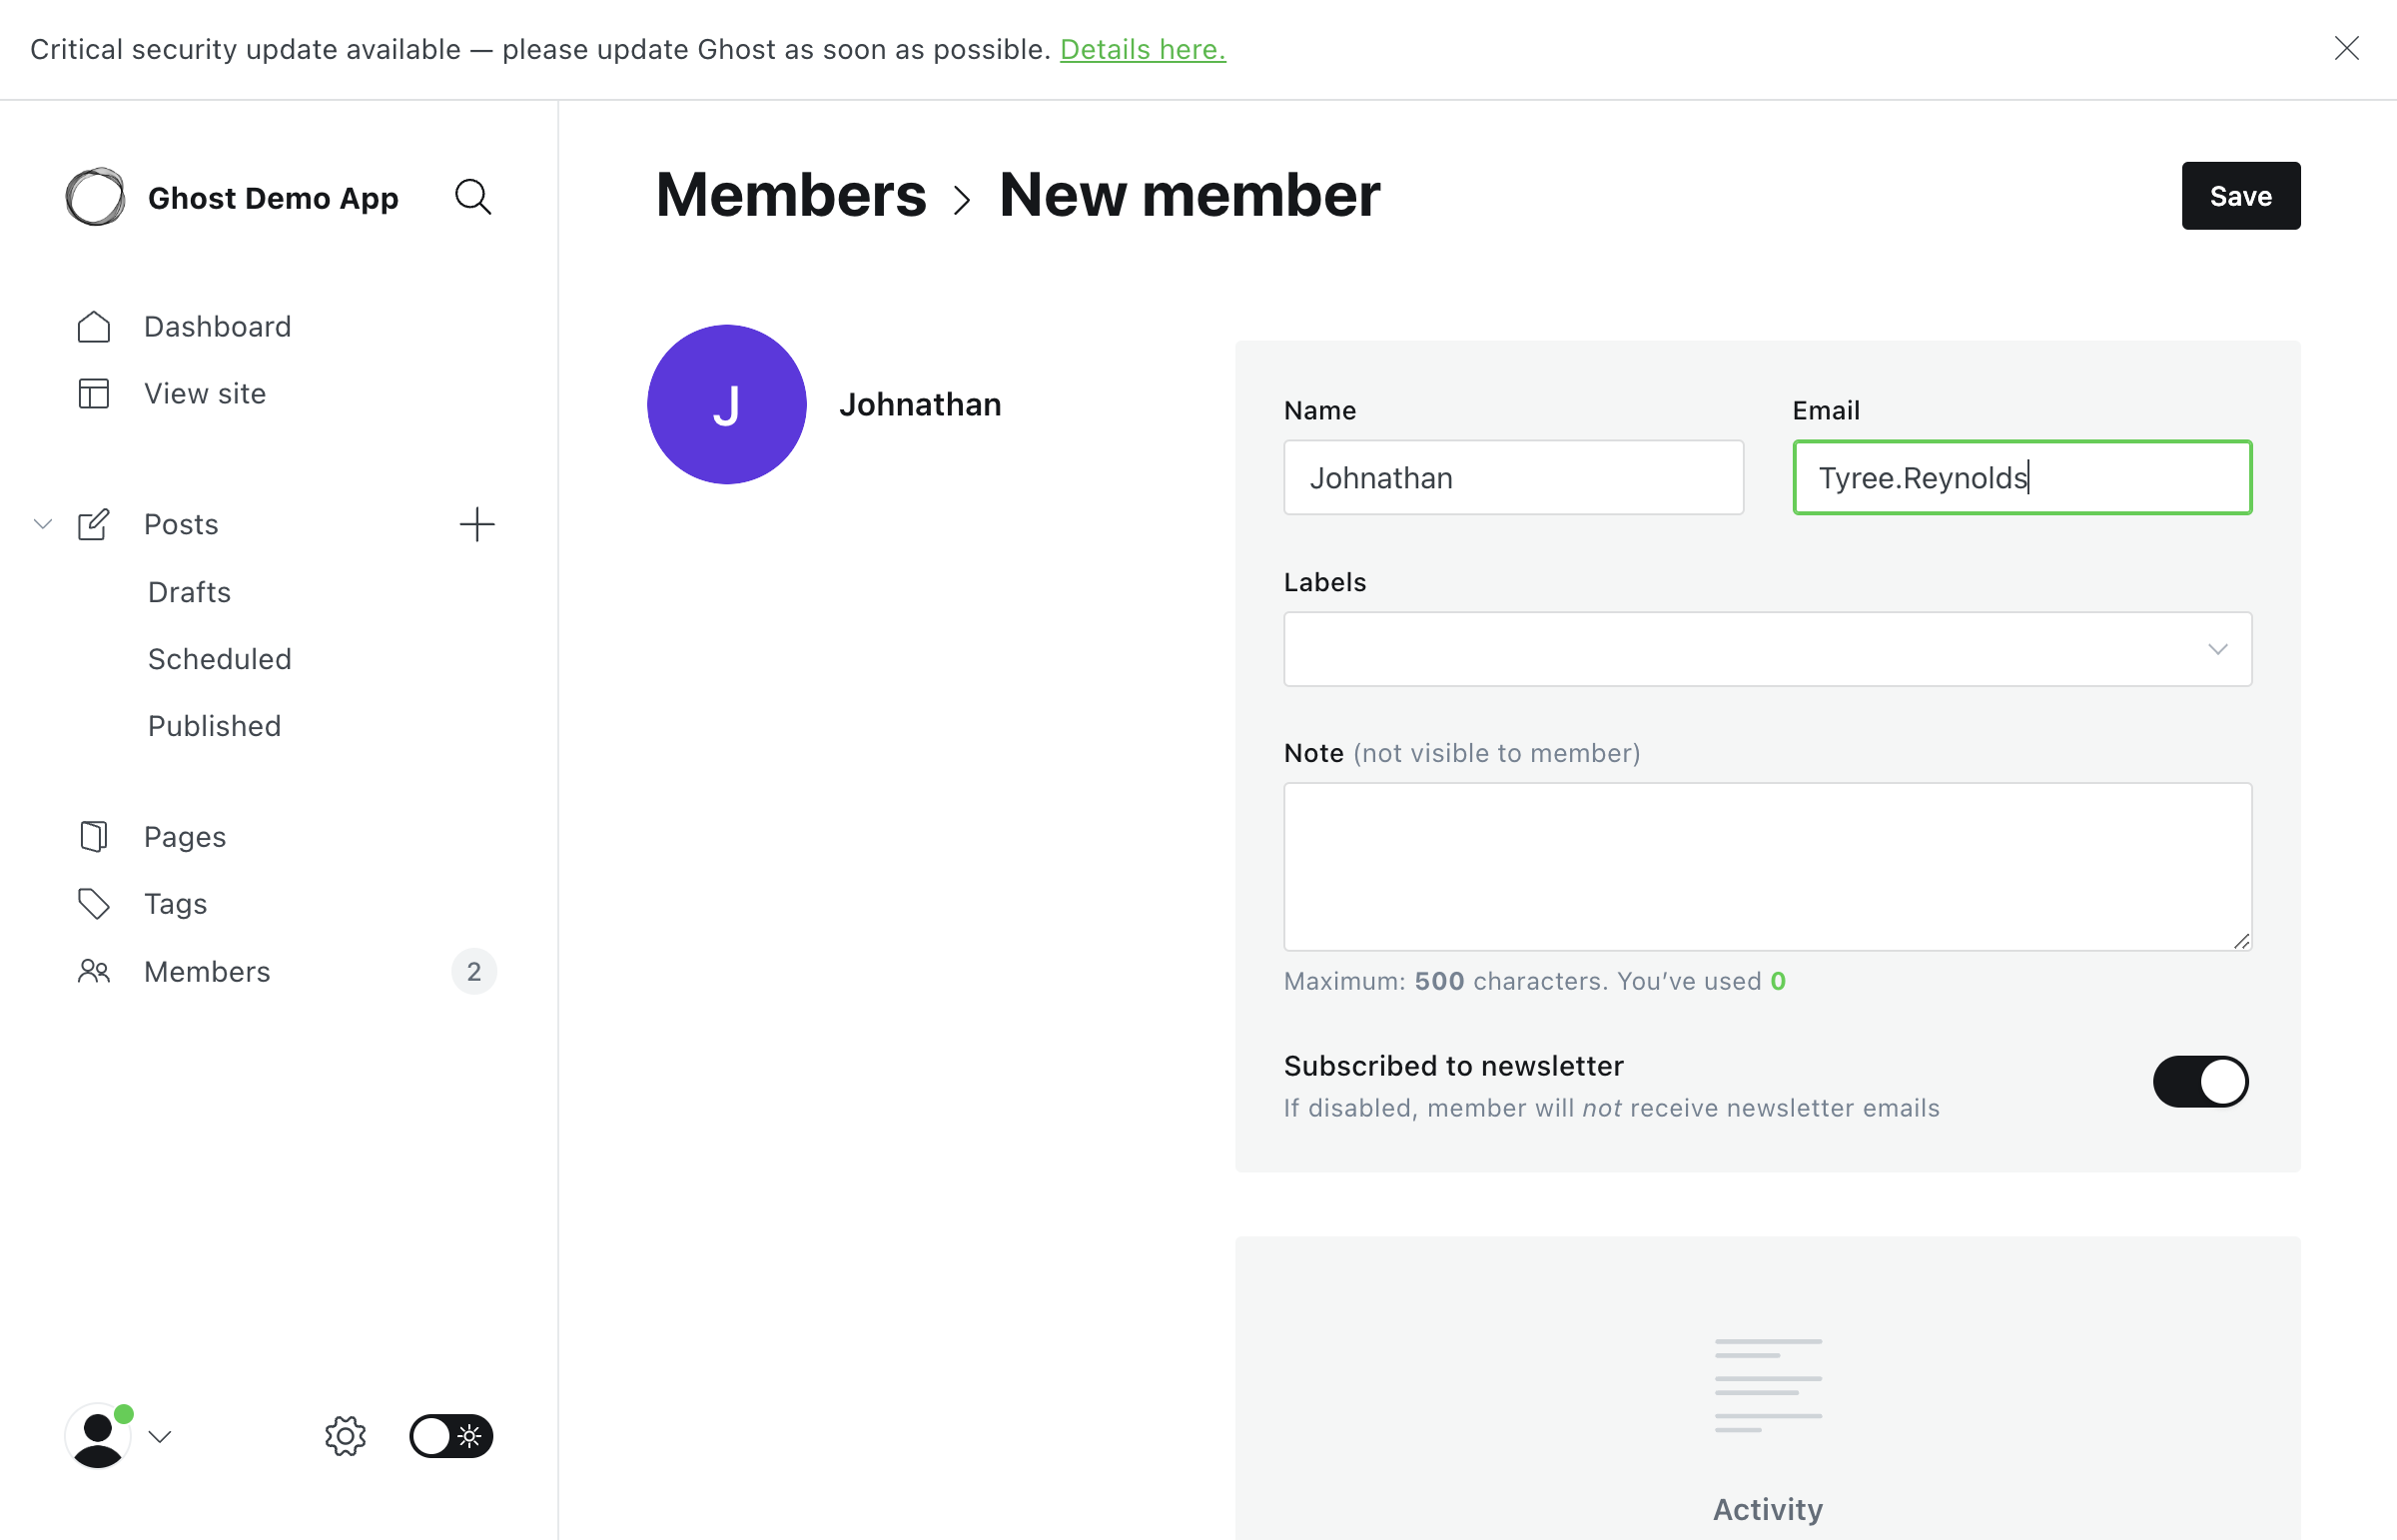 Critical security update available — please update Ghost as soon as possible. Details here.
Ghost Demo App
Dashboard
View site
Posts
Drafts
Scheduled
Published
Pages
Tags
Members 2
Members > New member
Save
J
Johnathan
Name
Johnathan
Email
Tyree.Reynolds
Labels
Note (not visible to member)
Maximum: 500 characters. You’ve used 0
Subscribed to newsletter
If disabled, member will not receive newsletter emails
Activity